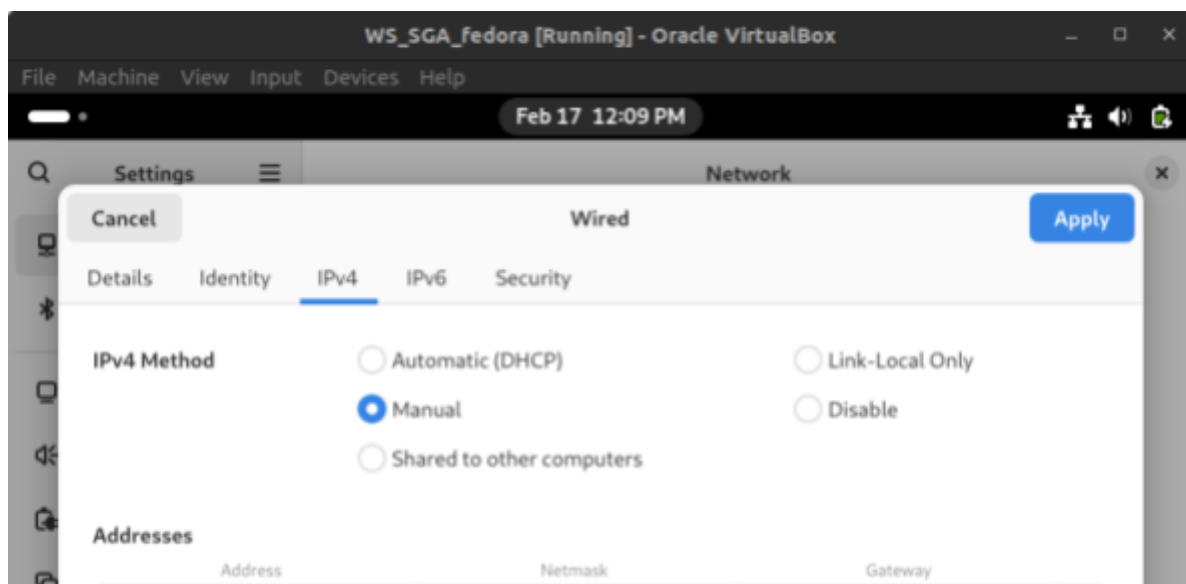 WS_SGA_fedora [Running] - Oracle VirtualBox
File Machine View Input Devices Help
Feb 17 12:09 PM
Settings Network
Cancel Wired Apply
Details Identity IPv4 IPv6 Security
IPv4 Method Automatic (DHCP) Link-Local Only
Manual Disable
Shared to other computers
Addresses
Address Netmask Gateway